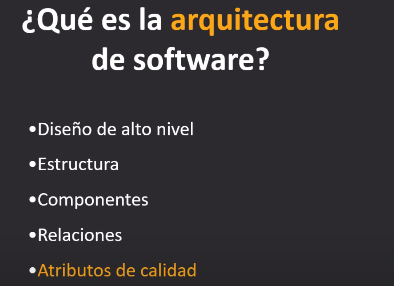 ¿Qué es la arquitectura
de software?
•Diseño de alto nivel
•Estructura
•Componentes
•Relaciones
•Atributos de calidad